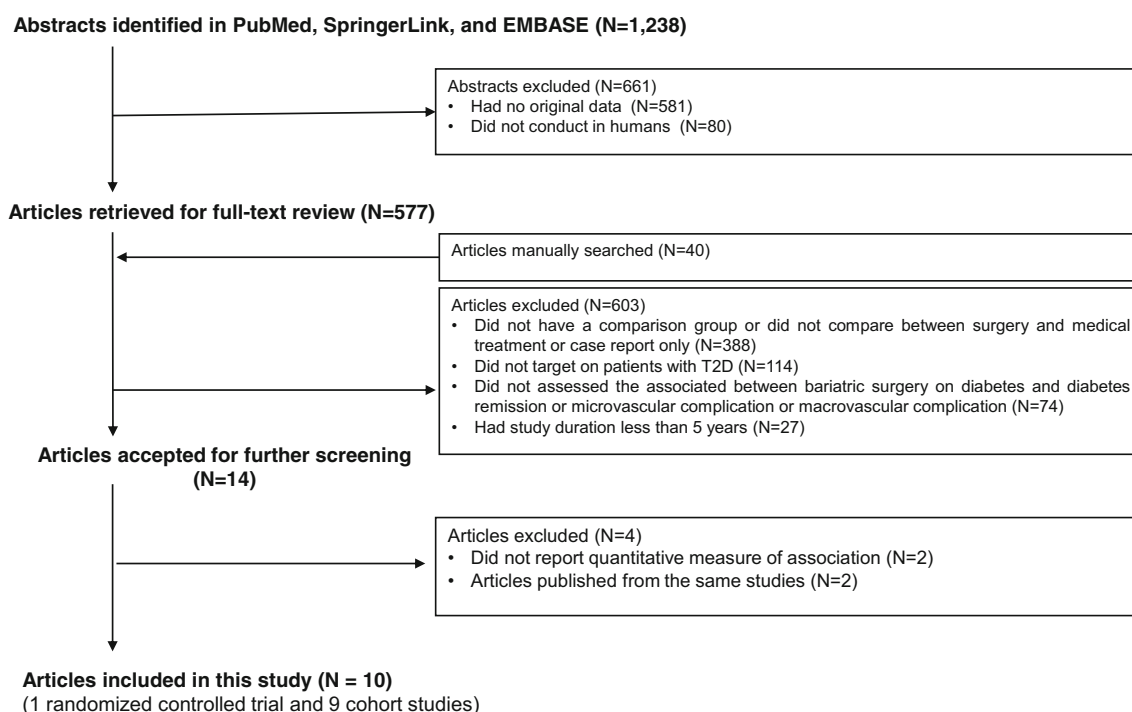 Abstracts identified in PubMed, SpringerLink, and EMBASE (N=1,238)
Abstracts excluded (N=661)
• Had no original data (N=581)
• Did not conduct in humans (N=80)
Articles retrieved for full-text review (N=577)
Articles manually searched (N=40)
Articles excluded (N=603)
• Did not have a comparison group or did not compare between surgery and medical
treatment or case report only (N=388)
• Did not target on patients with T2D (N=114)
• Did not assessed the associated between bariatric surgery on diabetes and diabetes
remission or microvascular complication or macrovascular complication (N=74)
• Had study duration less than 5 years (N=27)
Articles accepted for further screening
(N=14)
Articles excluded (N=4)
• Did not report quantitative measure of association (N=2)
• Articles published from the same studies (N=2)
Articles included in this study (N = 10)
(1 randomized controlled trial and 9 cohort studies)